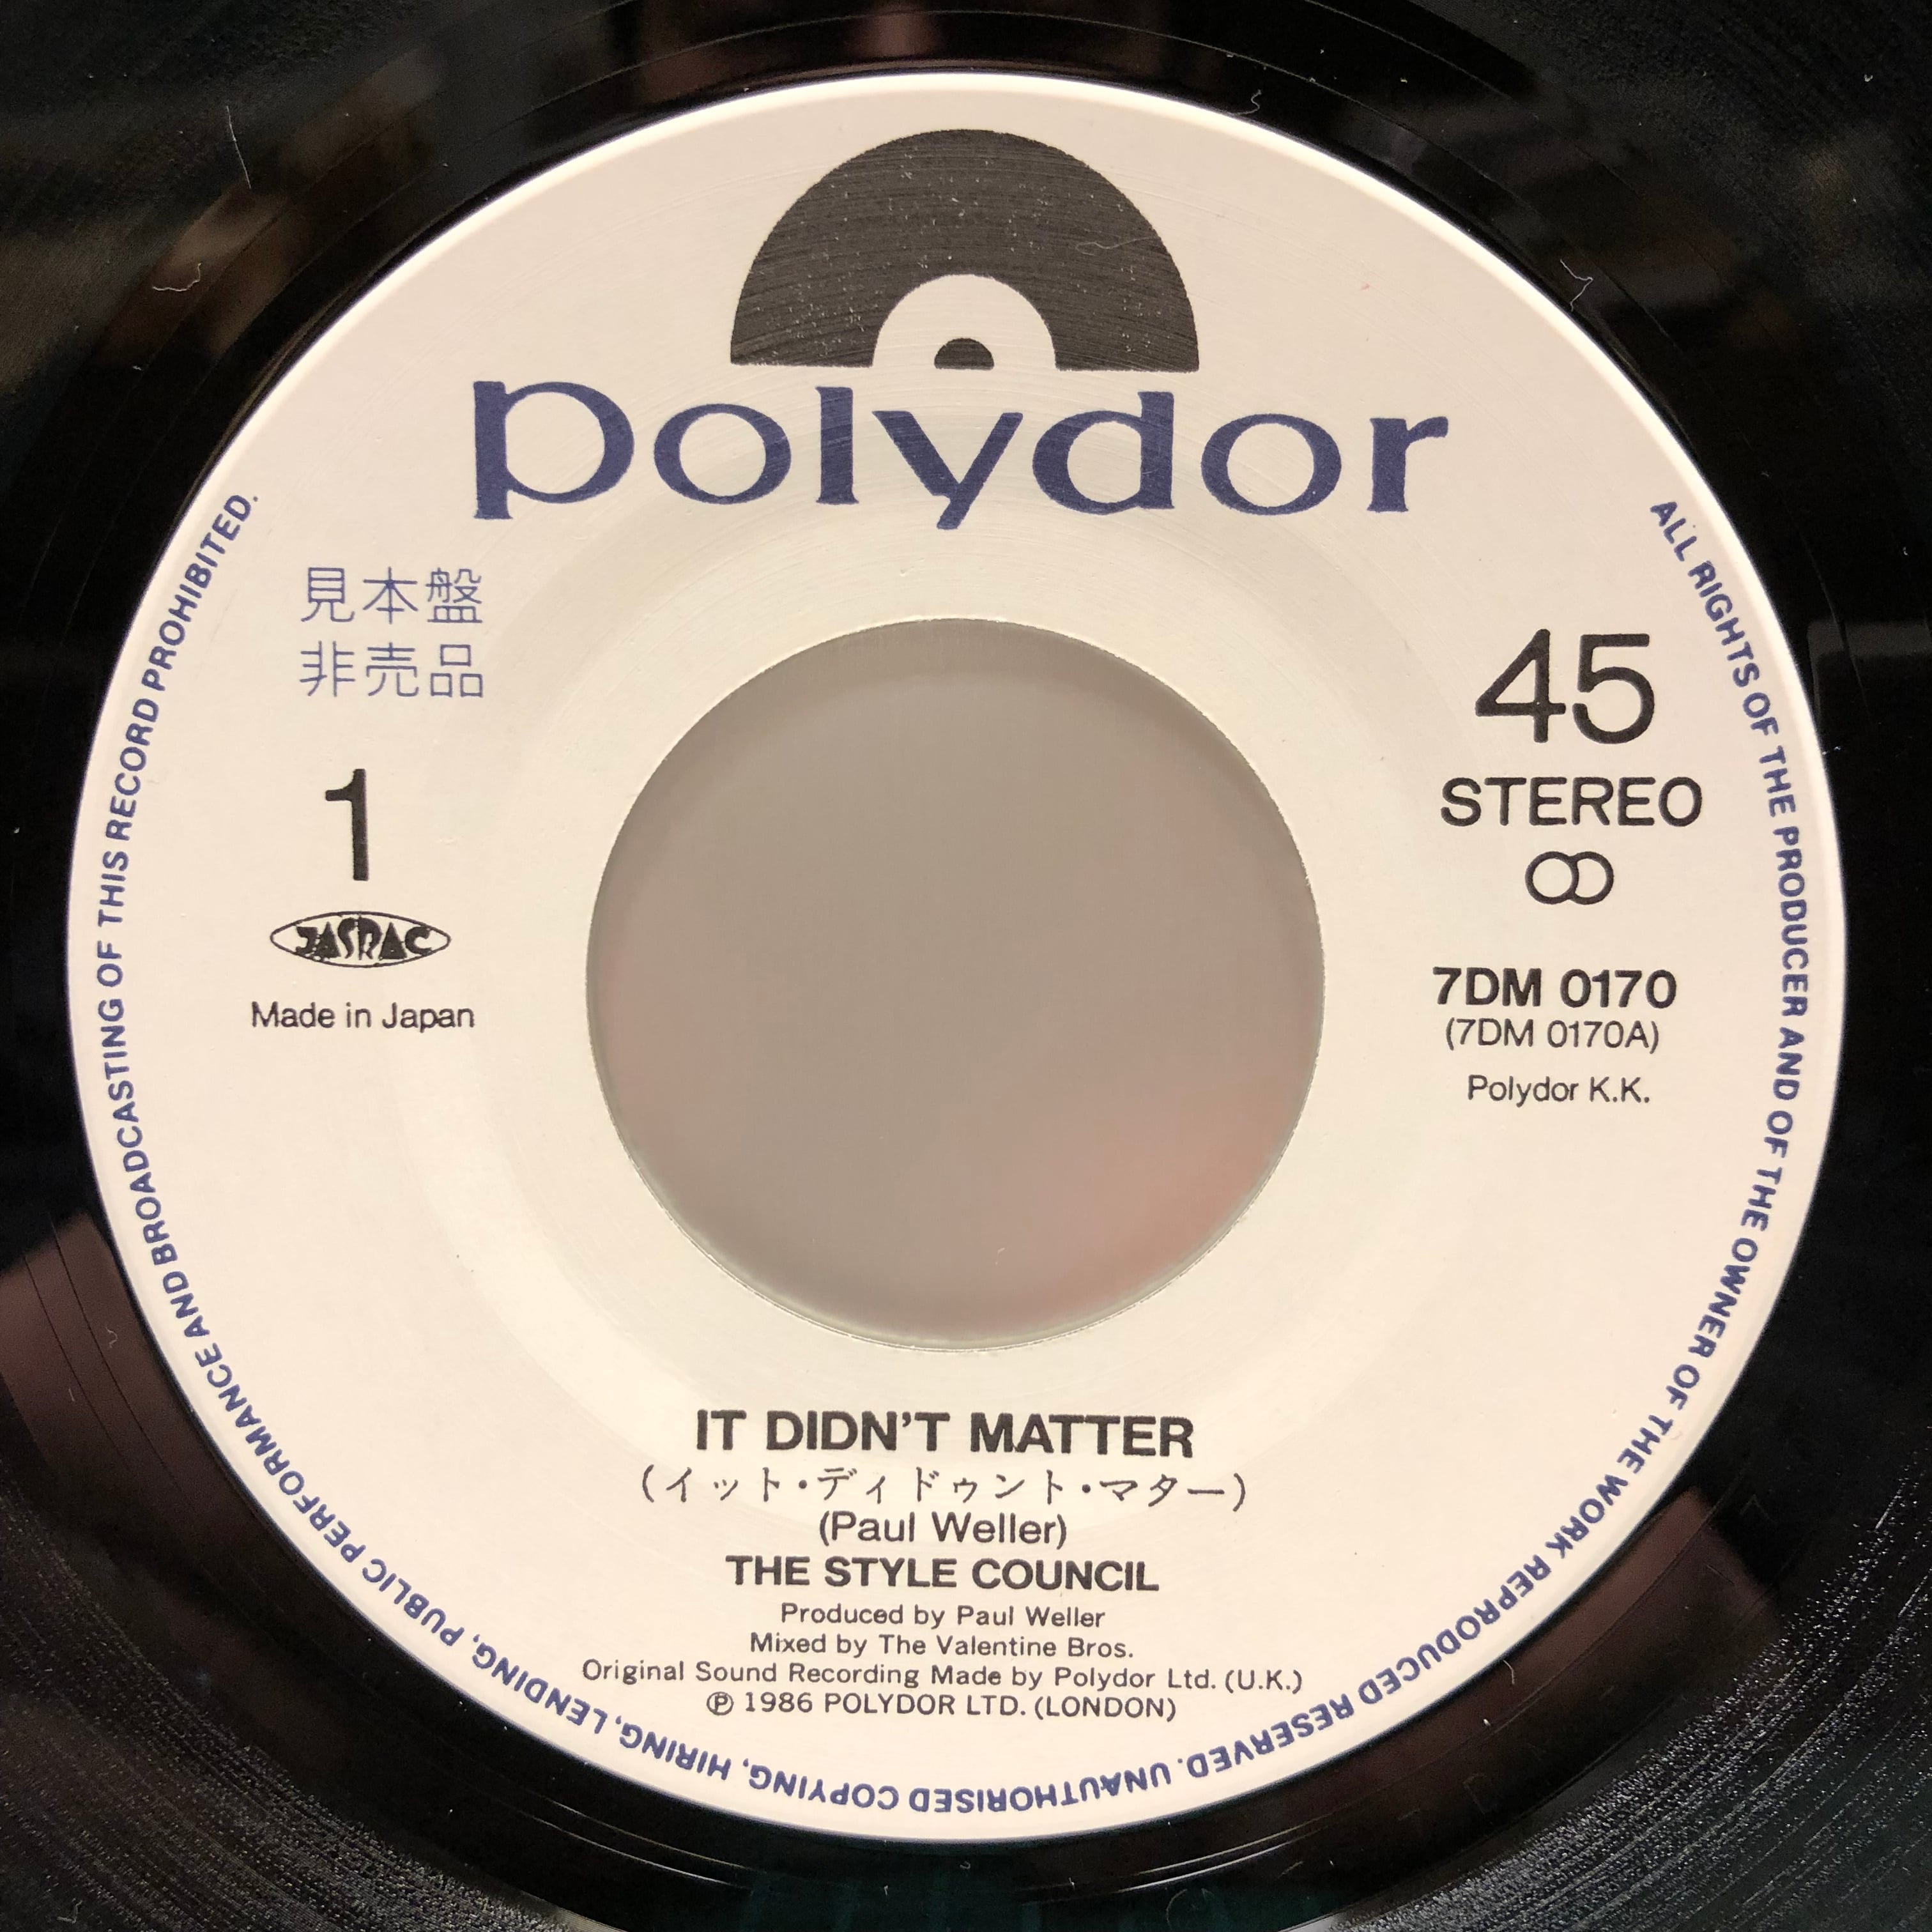 polydor
見本盤
非売品
1
JASRAC
Made in Japan
45
STEREO
7DM 0170
(7DM 0170A)
Polydor K.K.
IT DIDN'T MATTER
(イット・ディドゥント・マター)
(Paul Weller)
THE STYLE COUNCIL
Produced by Paul Weller
Mixed by The Valentine Bros.
Original Sound Recording Made by Polydor Ltd. (U.K.)
℗ 1986 POLYDOR LTD. (LONDON)
ALL RIGHTS OF THE PRODUCER AND OF THE OWNER OF THE WORK REPRODUCED RESERVED. UNAUTHORISED COPYING, HIRING, LENDING, PUBLIC PERFORMANCE AND BROADCASTING OF THIS RECORD PROHIBITED.